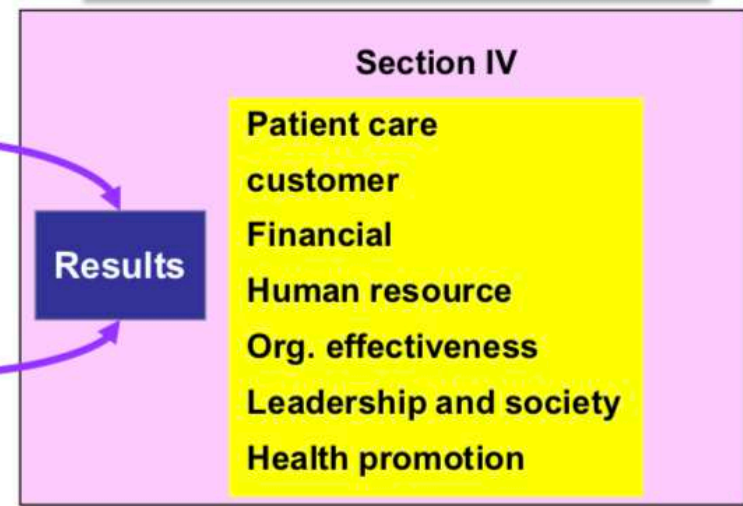 Section IV
Results
Patient care
customer
Financial
Human resource
Org. effectiveness
Leadership and society
Health promotion